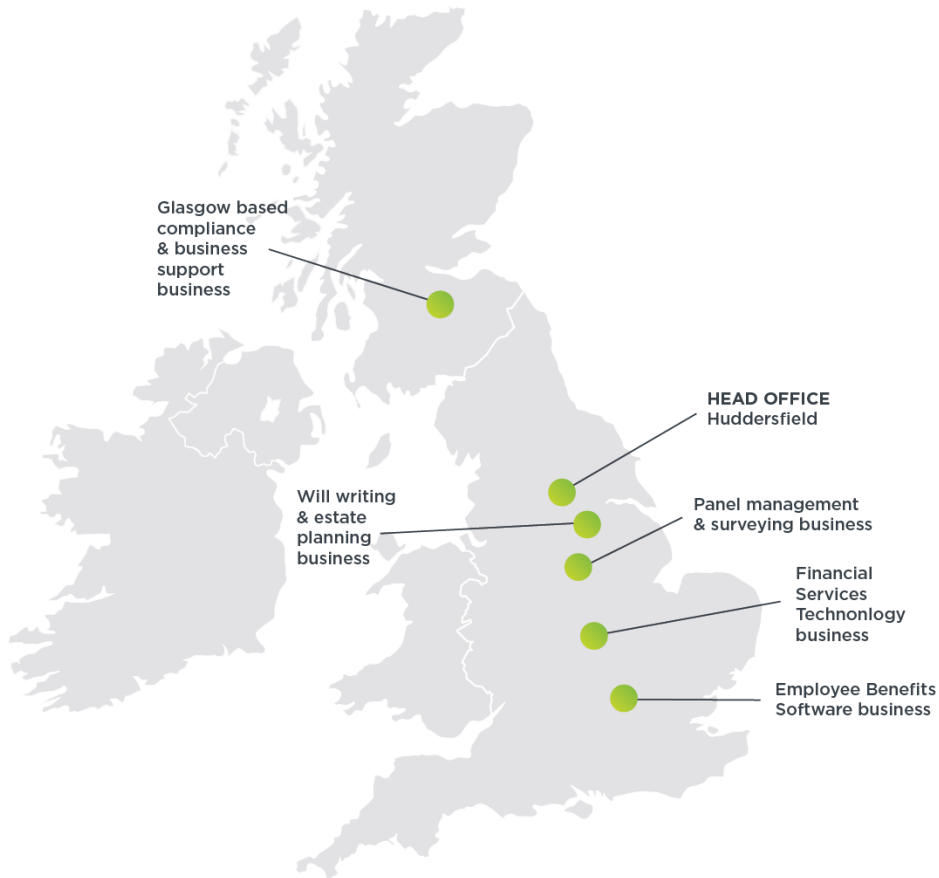 Glasgow based
compliance
& business
support
business
HEAD OFFICE
Huddersfield
Will writing
& estate
planning
business
Panel management
& surveying business
Financial
Services
Technonlogy
business
Employee Benefits
Software business